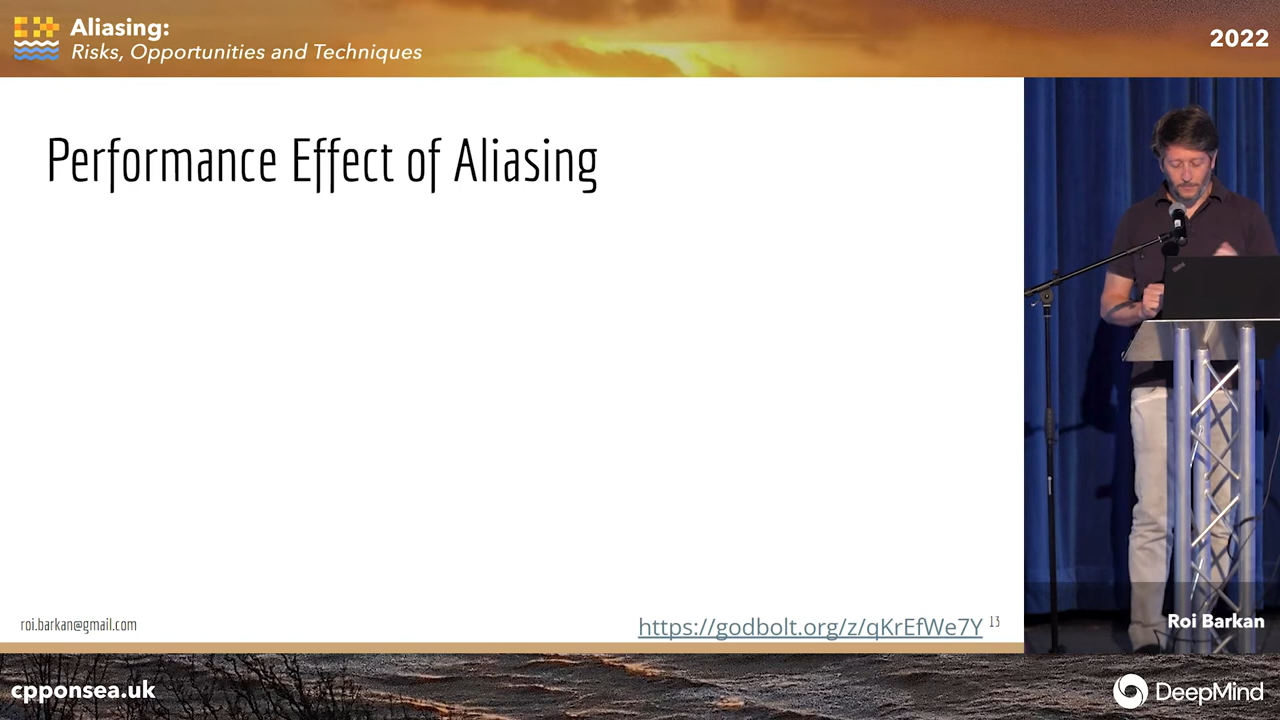 Aliasing:
Risks, Opportunities and Techniques
2022
Performance Effect of Aliasing
roi.barkan@gmail.com
https://godbolt.org/z/qKrEfWe7Y
13
Roi Barkan
cpponsea.uk
DeepMind